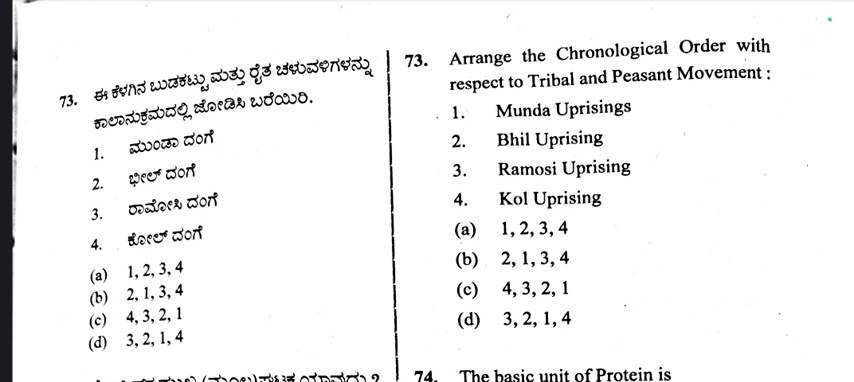 73. ಈ ಕೆಳಗಿನ ಬುಡಕಟ್ಟು ಮತ್ತು ರೈತ ಚಳುವಳಿಗಳನ್ನು
ಕಾಲಾನುಕ್ರಮದಲ್ಲಿ ಜೋಡಿಸಿ ಬರೆಯಿರಿ.
1. ಮುಂಡಾ ದಂಗೆ
2. ಭೀಲ್ ದಂಗೆ
3. ರಾಮೋಸಿ ದಂಗೆ
4. ಕೋಲ್ ದಂಗೆ
(a) 1, 2, 3, 4
(b) 2, 1, 3, 4
(c) 4, 3, 2, 1
(d) 3, 2, 1, 4
73. Arrange the Chronological Order with
respect to Tribal and Peasant Movement :
1. Munda Uprisings
2. Bhil Uprising
3. Ramosi Uprising
4. Kol Uprising
(a) 1, 2, 3, 4
(b) 2, 1, 3, 4
(c) 4, 3, 2, 1
(d) 3, 2, 1, 4
74. The basic unit of Protein is